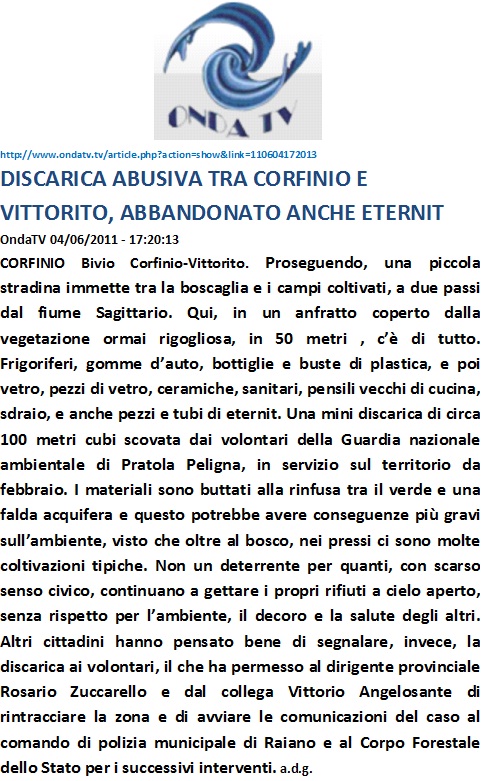 ONDA TV
http://www.ondatv.tv/article.php?action=show&link=110604172013
DISCARICA ABUSIVA TRA CORFINIO E
VITTORITO, ABBANDONATO ANCHE ETERNIT
OndaTV 04/06/2011 - 17:20:13
CORFINIO Bivio Corfinio-Vittorito. Proseguendo, una piccola
stradina immette tra la boscaglia e i campi coltivati, a due passi
dal fiume Sagittario. Qui, in un anfratto coperto dalla
vegetazione ormai rigogliosa, in 50 metri , c’è di tutto.
Frigoriferi, gomme d’auto, bottiglie e buste di plastica, e poi
vetro, pezzi di vetro, ceramiche, sanitari, pensili vecchi di cucina,
sdraio, e anche pezzi e tubi di eternit. Una mini discarica di circa
100 metri cubi scovata dai volontari della Guardia nazionale
ambientale di Pratola Peligna, in servizio sul territorio da
febbraio. I materiali sono buttati alla rinfusa tra il verde e una
falda acquifera e questo potrebbe avere conseguenze più gravi
sull’ambiente, visto che oltre al bosco, nei pressi ci sono molte
coltivazioni tipiche. Non un deterrente per quanti, con scarso
senso civico, continuano a gettare i propri rifiuti a cielo aperto,
senza rispetto per l’ambiente, il decoro e la salute degli altri.
Altri cittadini hanno pensato bene di segnalare, invece, la
discarica ai volontari, il che ha permesso al dirigente provinciale
Rosario Zuccarello e dal collega Vittorio Angelosante di
rintracciare la zona e di avviare le comunicazioni del caso al
comando di polizia municipale di Raiano e al Corpo Forestale
dello Stato per i successivi interventi. a.d.g.